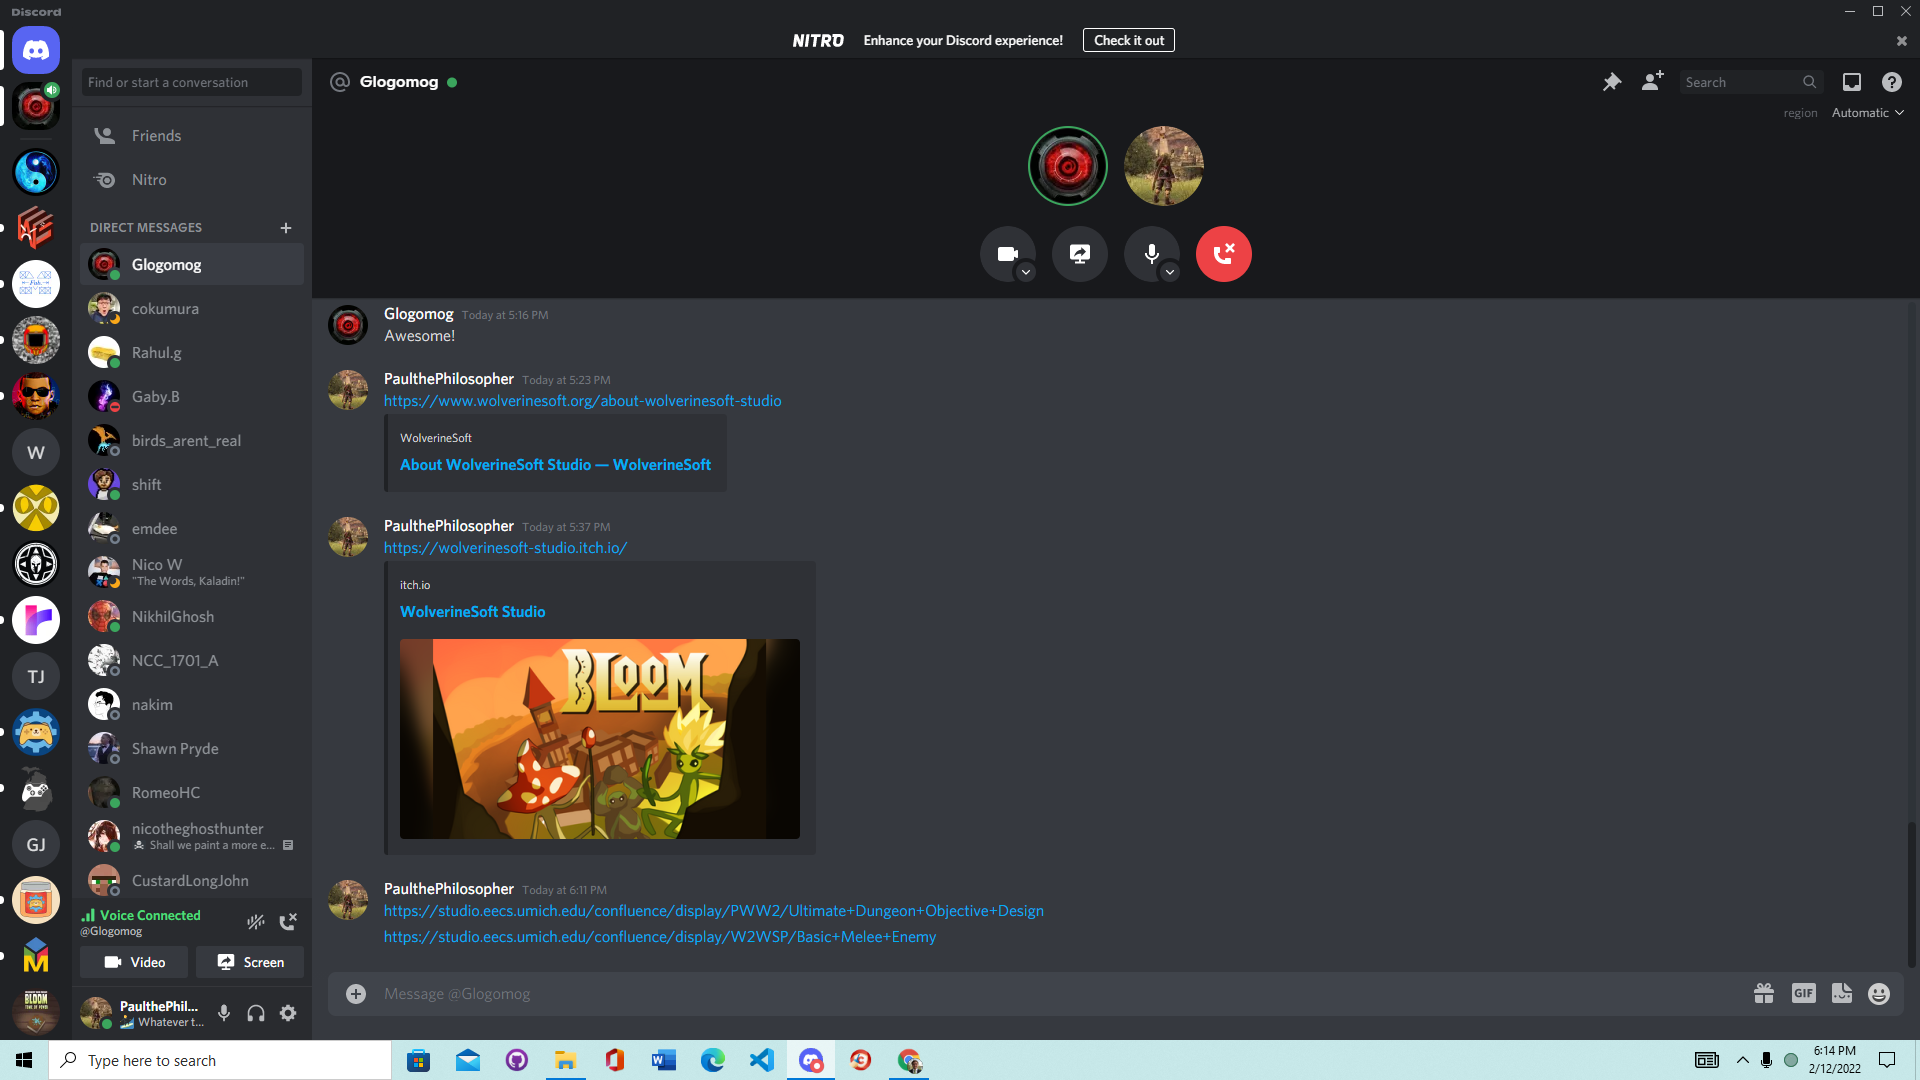 Discord
NITRO Enhance your Discord experience! Check it out
Find or start a conversation
Glogomog
Search
region Automatic
Friends
Nitro
DIRECT MESSAGES
Glogomog
cokumura
Rahul.g
Gaby.B
birds_arent_real
shift
emdee
Nico W
"The Words, Kaladin!"
NikhilGhosh
NCC_1701_A
nakim
Shawn Pryde
RomeoHC
nicotheghosthunter
Shall we paint a more e...
CustardLongJohn
W
TJ
GJ
BLOOM
Voice Connected
@Glogomog
Video Screen
PaulthePhil...
Whatever t...
Glogomog Today at 5:16 PM
Awesome!
PaulthePhilosopher Today at 5:23 PM
https://www.wolverinesoft.org/about-wolverinesoft-studio
WolverineSoft
About WolverineSoft Studio — WolverineSoft
PaulthePhilosopher Today at 5:37 PM
https://wolverinesoft-studio.itch.io/
itch.io
WolverineSoft Studio
BLOOM
PaulthePhilosopher Today at 6:11 PM
https://studio.eecs.umich.edu/confluence/display/PWW2/Ultimate+Dungeon+Objective+Design
https://studio.eecs.umich.edu/confluence/display/W2WSP/Basic+Melee+Enemy
Message @Glogomog
GIF
Type here to search
6:14 PM
2/12/2022